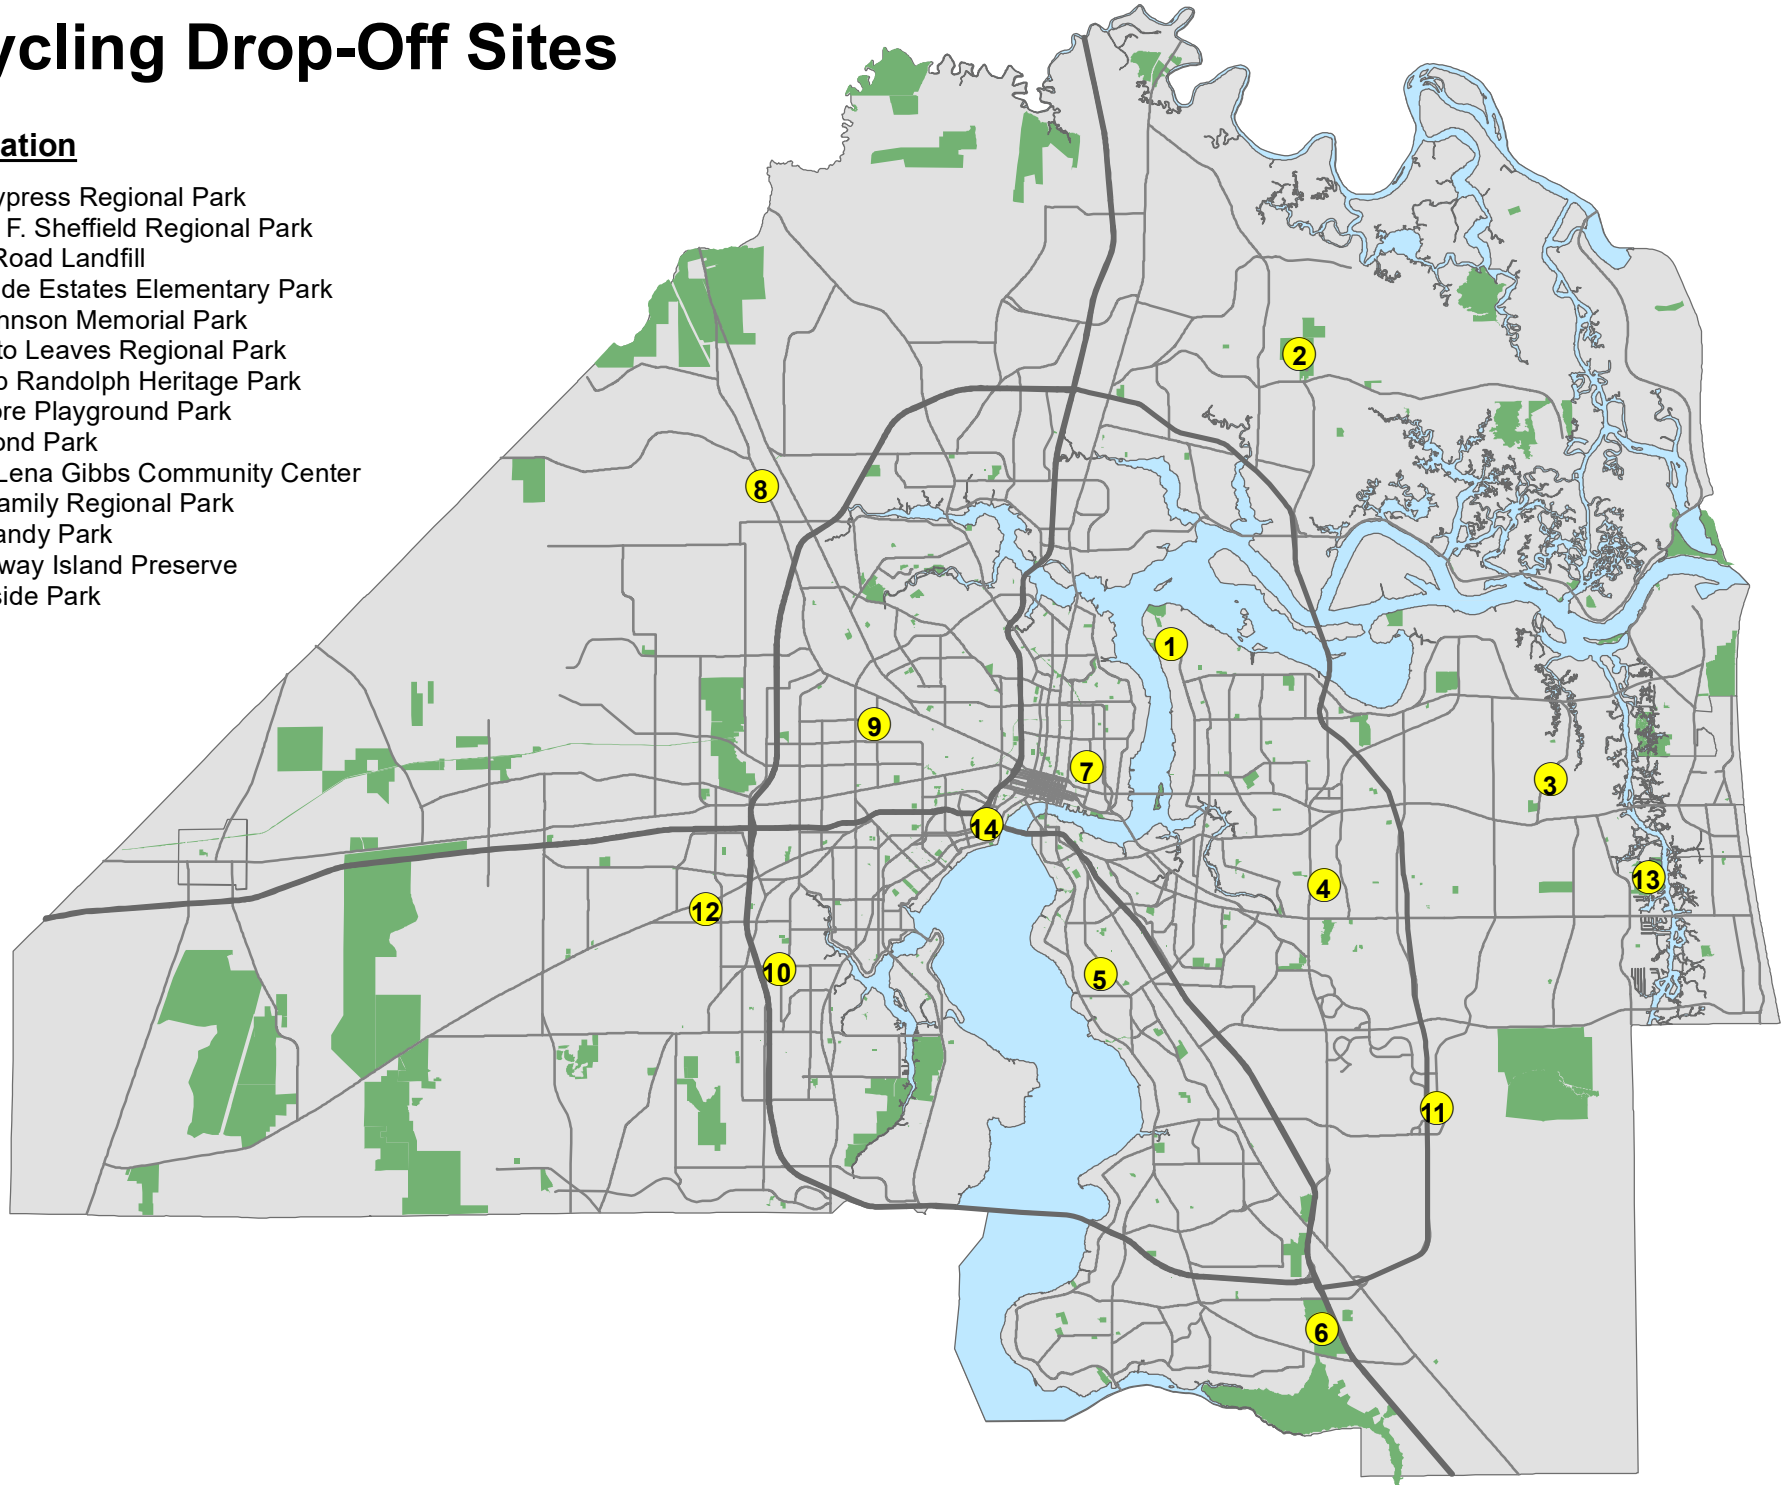 ycling Drop-Off Sites
ation
ypress Regional Park
F. Sheffield Regional Park
Road Landfill
de Estates Elementary Park
hnson Memorial Park
to Leaves Regional Park
o Randolph Heritage Park
ore Playground Park
ond Park
Lena Gibbs Community Center
amily Regional Park
andy Park
way Island Preserve
side Park
2
8
1
9
7
3
14
4
13
12
10
5
11
6